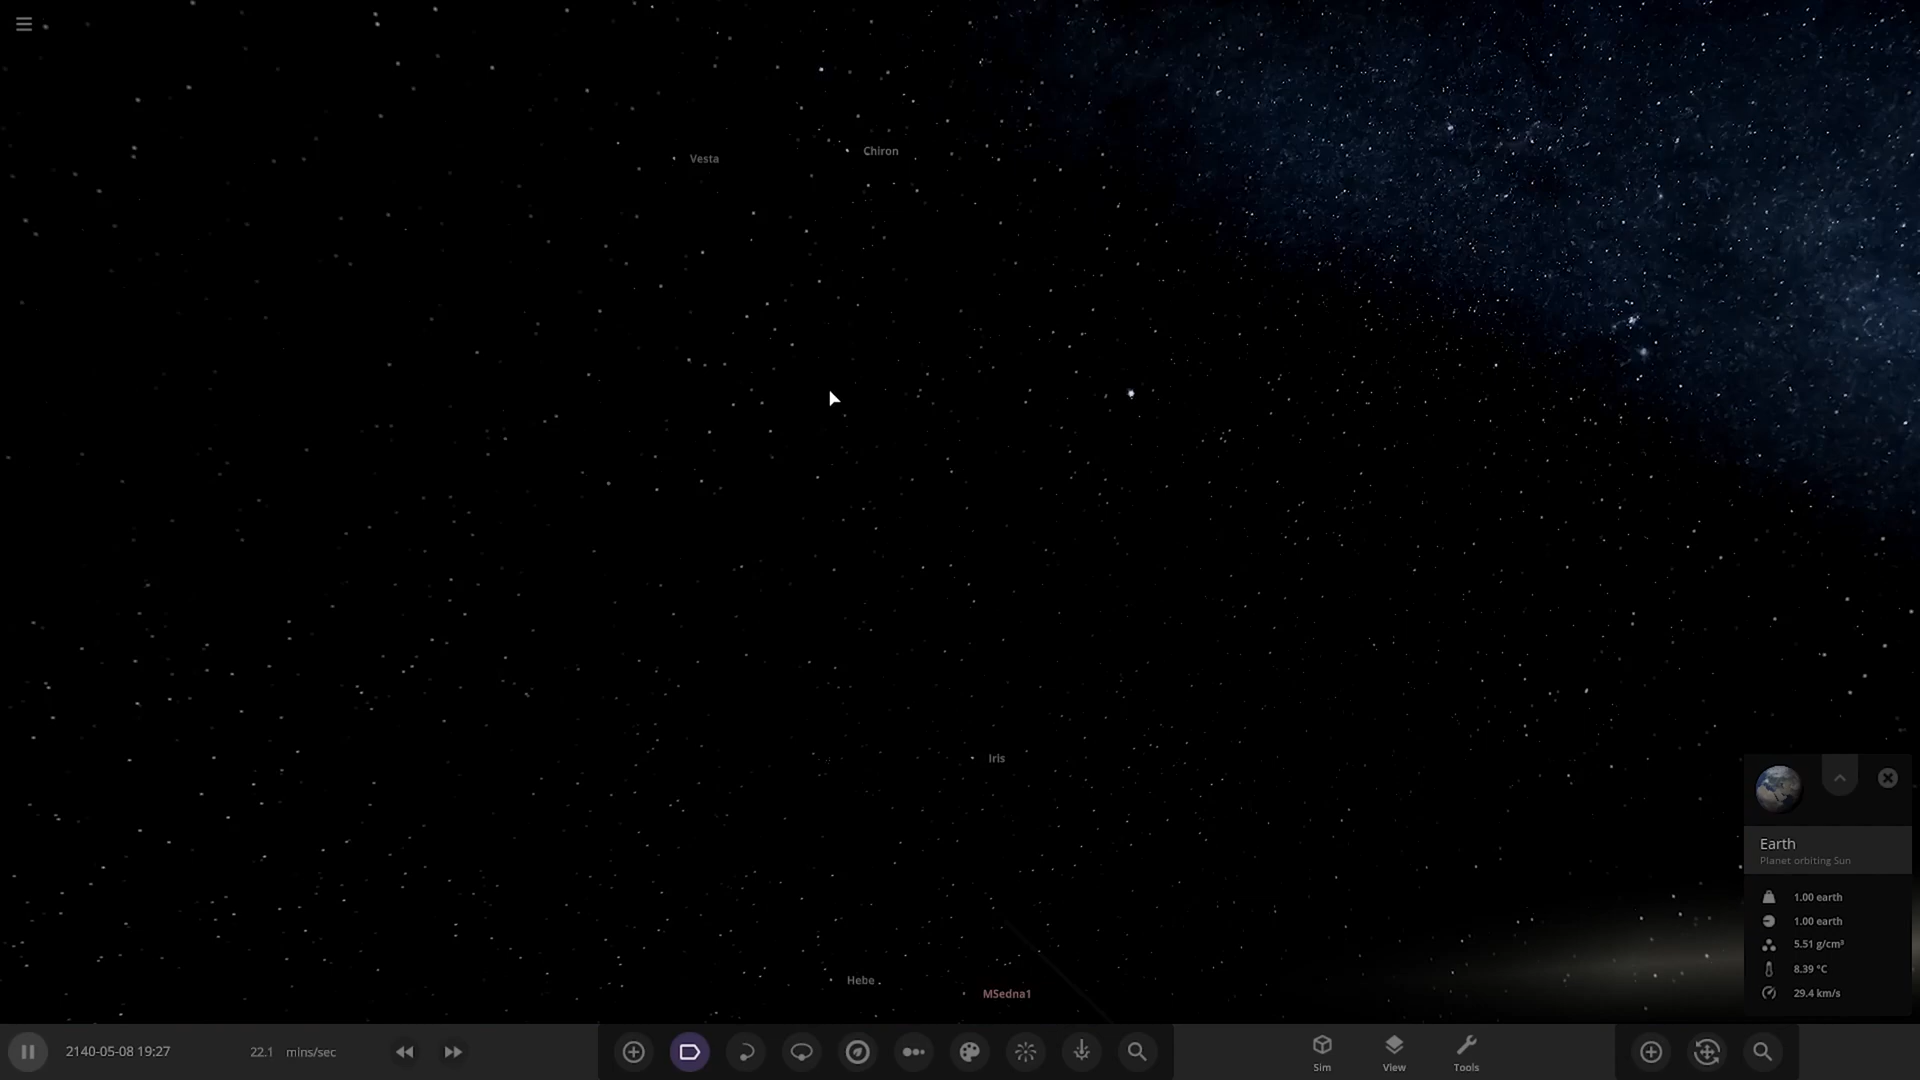 Vesta
Chiron
Iris
Hebe
MSedna1
Earth
Planet orbiting Sun
1.00 earth
1.00 earth
5.51 g/cm³
8.39 °C
29.4 km/s
2140-05-08 19:27
22.1 mins/sec
Sim
View
Tools